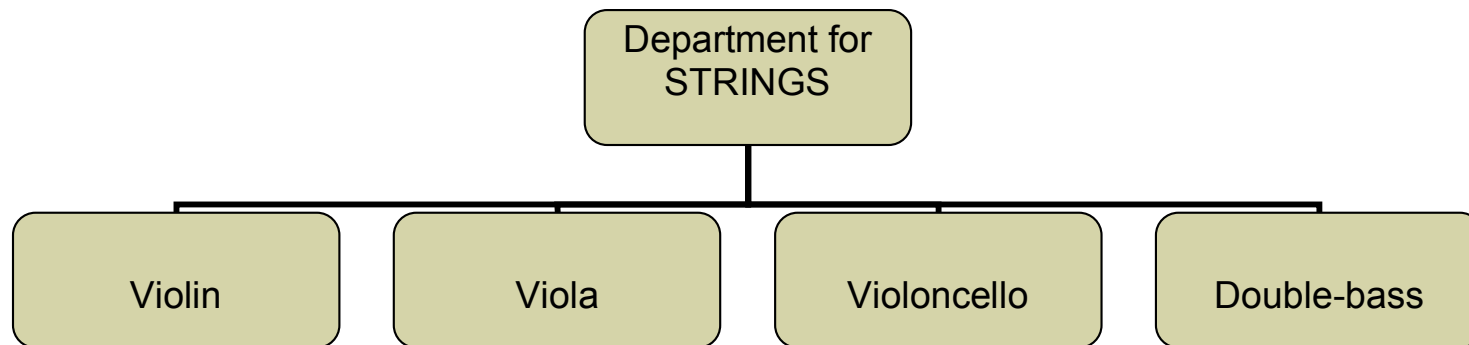 Department for
STRINGS
Violin
Viola
Violoncello
Double-bass